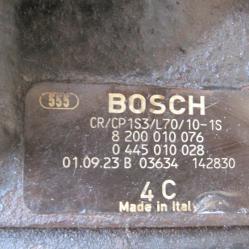 555 BOSCH
CR/CP1S3/L70/10-1S
8 200 010 076
0 445 010 028
01.09.23 B 03634 142830
4 C
Made in Italy